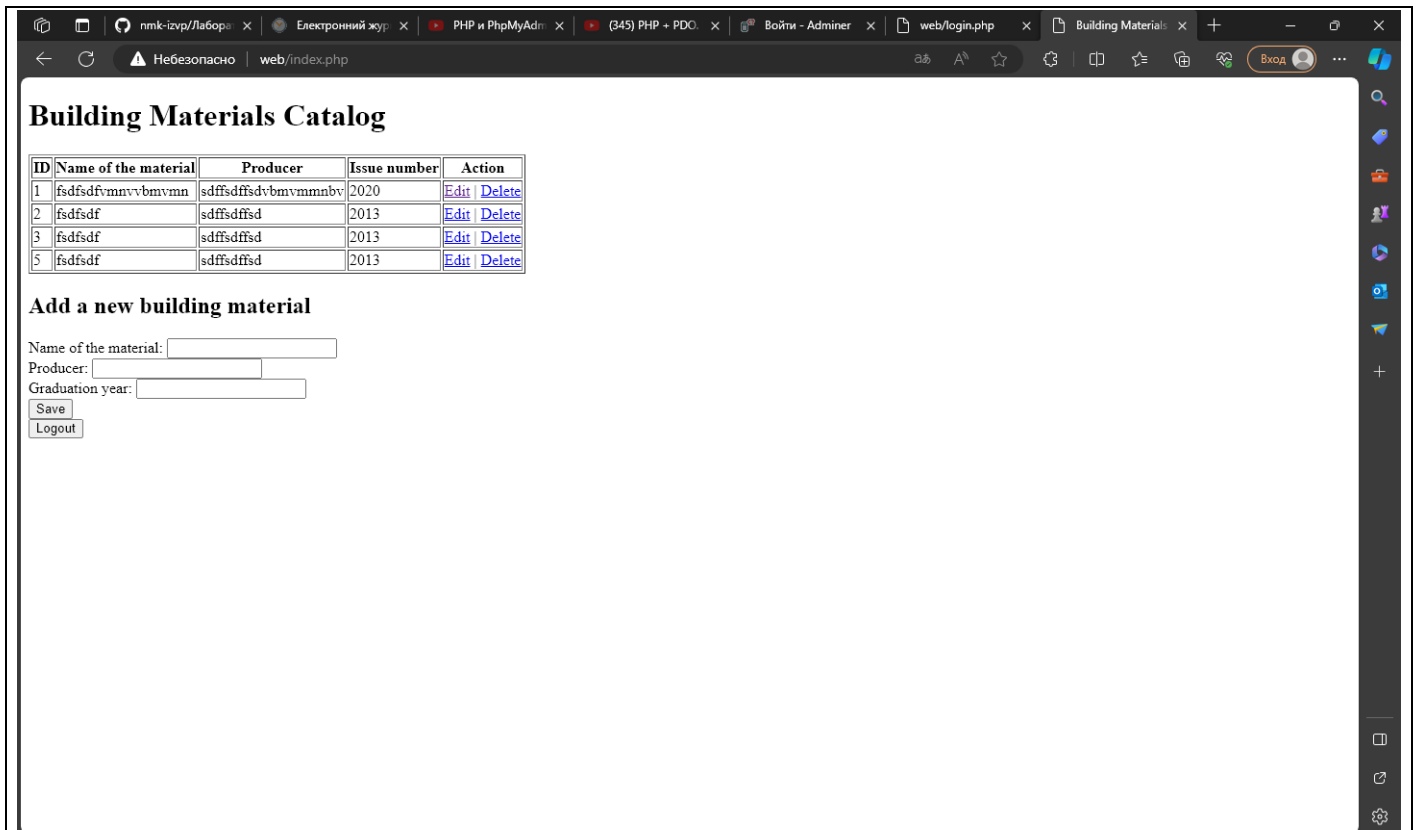 nmk-izvp/Лабора
Електронний жур
PHP и PhpMyAdm
(345) PHP + PDO.
Войти - Adminer
web/login.php
Building Materials
Небезопасно
web/index.php
Вход
Building Materials Catalog
ID Name of the material Producer Issue number Action
1 fsdfsdfvmnvvbmvmn sdffsdffsdvbmvmmnbv 2020 Edit | Delete
2 fsdfsdf sdffsdffsd 2013 Edit | Delete
3 fsdfsdf sdffsdffsd 2013 Edit | Delete
5 fsdfsdf sdffsdffsd 2013 Edit | Delete
Add a new building material
Name of the material:
Producer:
Graduation year:
Save
Logout